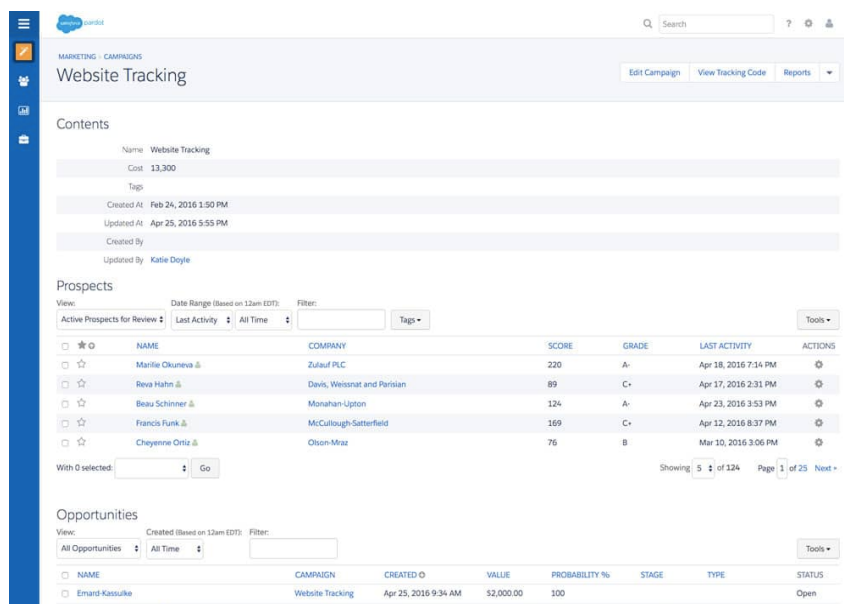 salesforce pardot
Search
?
MARKETING › CAMPAIGNS
Website Tracking
Edit Campaign View Tracking Code Reports
Contents
Name Website Tracking
Cost 13,300
Tags
Created At Feb 24, 2016 1:50 PM
Updated At Apr 25, 2016 5:55 PM
Created By
Updated By Katie Doyle
Prospects
View: Date Range (Based on 12am EDT): Filter:
Active Prospects for Review Last Activity All Time Tags Tools
NAME COMPANY SCORE GRADE LAST ACTIVITY ACTIONS
Marilie Okuneva Zulauf PLC 220 A- Apr 18, 2016 7:14 PM
Reva Hahn Davis, Weissnat and Parisian 89 C+ Apr 17, 2016 2:31 PM
Beau Schinner Monahan-Upton 124 A- Apr 23, 2016 3:53 PM
Francis Funk McCullough-Satterfield 169 C+ Apr 12, 2016 8:37 PM
Cheyenne Ortiz Olson-Mraz 76 B Mar 10, 2016 3:06 PM
With 0 selected: Go Showing 5 of 124 Page 1 of 25 Next »
Opportunities
View: Created (Based on 12am EDT): Filter:
All Opportunities All Time Tools
NAME CAMPAIGN CREATED VALUE PROBABILITY % STAGE TYPE STATUS
Emard-Kassulke Website Tracking Apr 25, 2016 9:34 AM $2,000.00 100 Open